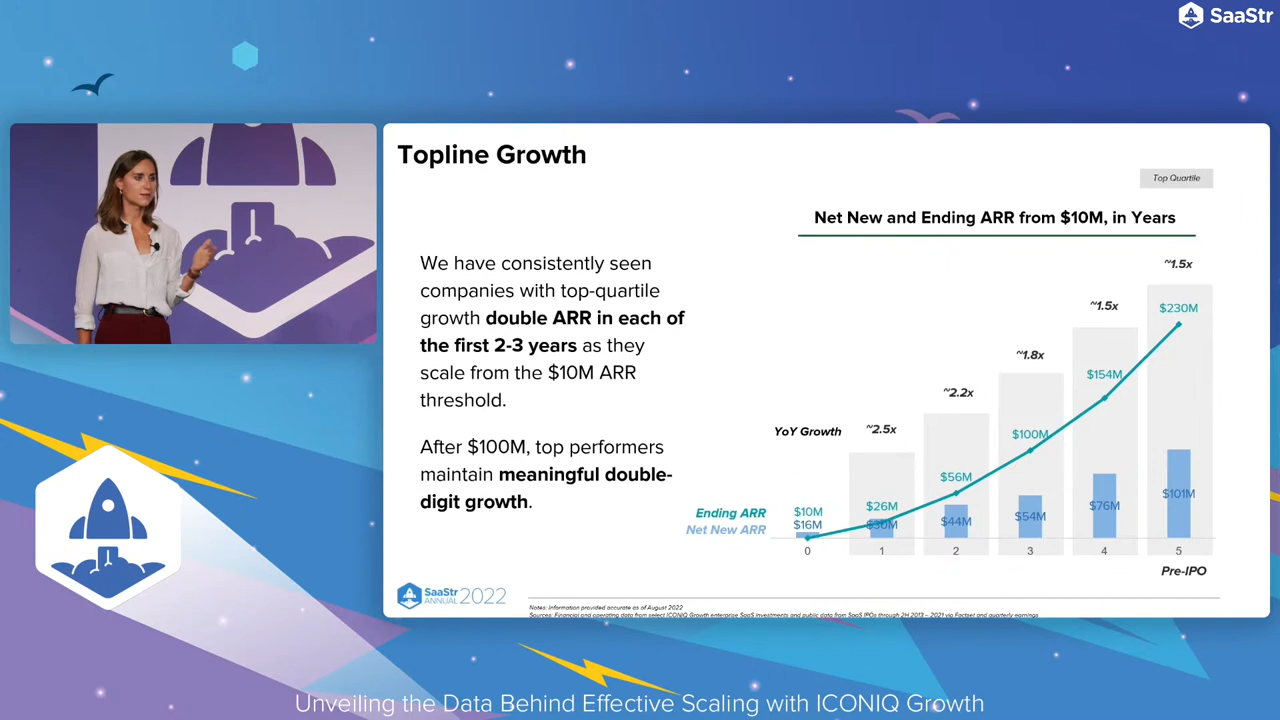 SaaStr
Topline Growth
Top Quartile
Net New and Ending ARR from $10M, in Years
We have consistently seen
companies with top-quartile
growth double ARR in each of
the first 2-3 years as they
scale from the $10M ARR
threshold.
After $100M, top performers
maintain meaningful double-
digit growth.
YoY Growth
~2.5x
~2.2x
~1.8x
~1.5x
~1.5x
Ending ARR
$10M
$26M
$56M
$100M
$154M
$230M
Net New ARR
$16M
$30M
$44M
$54M
$76M
$101M
0 1 2 3 4 5
Pre-IPO
SaaStr
ANNUAL 2022
Notes: Information provided accurate as of August 2022
Sources: Financial and operating data from select ICONIQ Growth enterprise SaaS investments and public data from SaaS IPOs through 2H 2013 – 2021 via Factset and quarterly earnings
Unveiling the Data Behind Effective Scaling with ICONIQ Growth